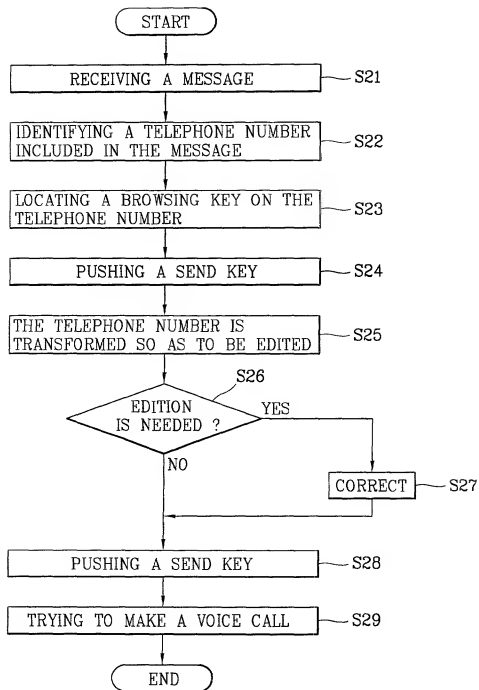 START
RECEIVING A MESSAGE
S21
IDENTIFYING A TELEPHONE NUMBER
INCLUDED IN THE MESSAGE
S22
LOCATING A BROWSING KEY ON THE
TELEPHONE NUMBER
S23
PUSHING A SEND KEY
S24
THE TELEPHONE NUMBER IS
TRANSFORMED SO AS TO BE EDITED
S25
S26
EDITION
IS NEEDED ?
YES
NO
CORRECT
S27
PUSHING A SEND KEY
S28
TRYING TO MAKE A VOICE CALL
S29
END